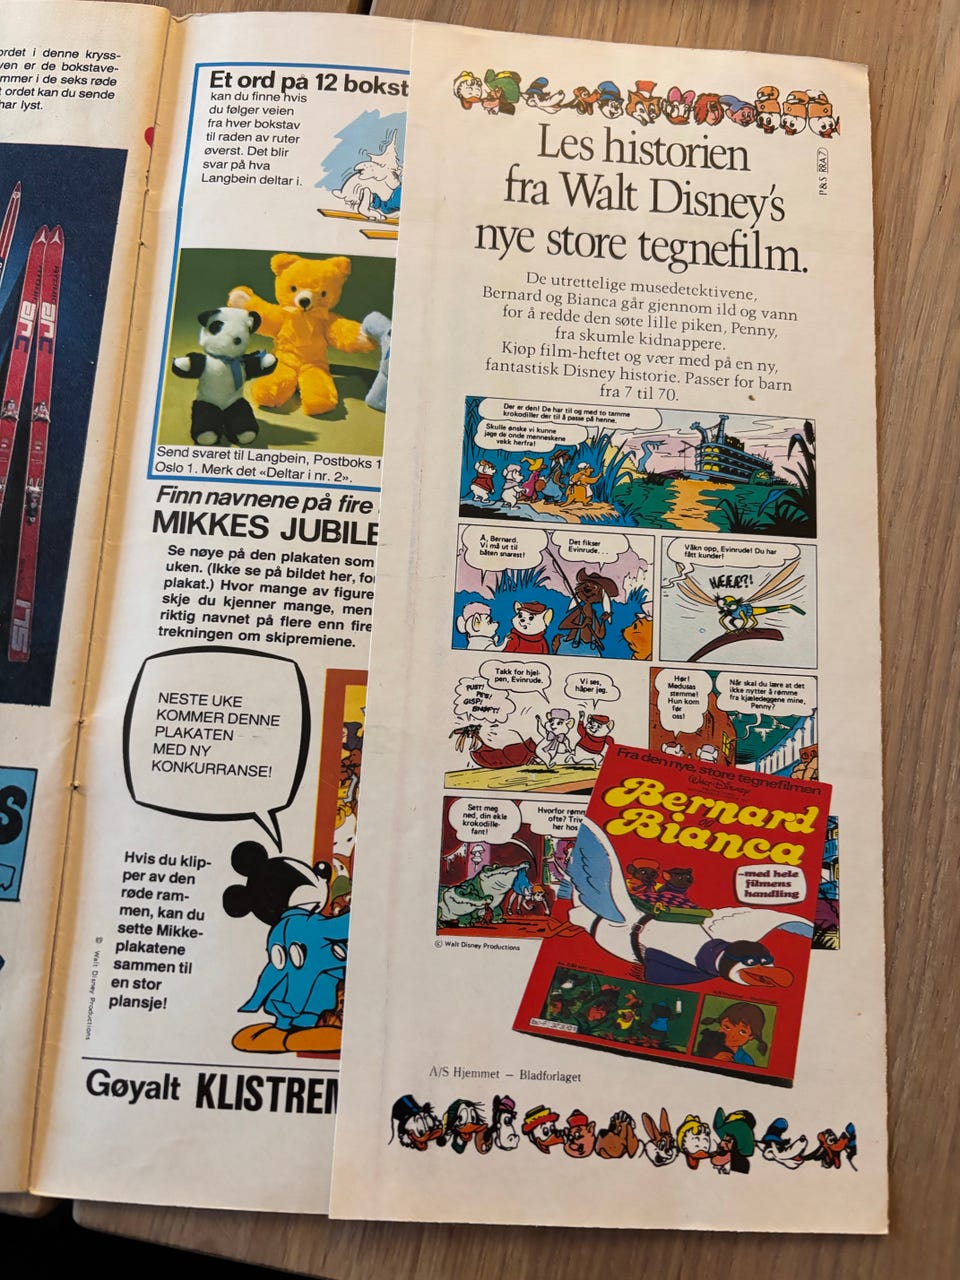 ordet i denne kryss-
ven er de bokstave-
mmer i de seks røde
t ordet kan du sende
har lyst.
Et ord på 12 bokst
kan du finne hvis
du følger veien
fra hver bokstav
til raden av ruter
øverst. Det blir
svar på hva
Langbein deltar i.
Send svaret til Langbein, Postboks 1
Oslo 1. Merk det «Deltar i nr. 2».
Finn navnene på fire
MIKKES JUBILE
Se nøye på den plakaten som
uken. (Ikke se på bildet her, for
plakat.) Hvor mange av figure
skje du kjenner mange, men
riktig navnet på flere enn fire
trekningen om skipremiene.
NESTE UKE
KOMMER DENNE
PLAKATEN
MED NY
KONKURRANSE!
Hvis du klip-
per av den
røde ram-
men, kan du
sette Mikke-
plakatene
sammen til
en stor
plansje!
© Walt Disney Productions
Gøyalt KLISTREM
P&S RRA7
Les historien
fra Walt Disney's
nye store tegnefilm.
De utrettelige musedetektivene,
Bernard og Bianca går gjennom ild og vann
for å redde den søte lille piken, Penny,
fra skumle kidnappere.
Kjøp film-heftet og vær med på en ny,
fantastisk Disney historie. Passer for barn
fra 7 til 70.
Der er den! De har til og med to tamme
krokodiller der til å passe på henne.
Skulle ønske vi kunne
jage de onde menneskene
vekk herfra!
Å, Bernard.
Vi må ut til
båten snarest!
Det fikser
Evinrude...
Våkn opp, Evinrude! Du har
fått kunder!
HÆÆÆ?!
Takk for hjel-
pen, Evinrude.
Vi ses,
håper jeg.
PUST!
PES!
GISP!
SNØFT!
Hør!
Medusas
stemme!
Hun kom
før
oss!
Når skal du lære at det
ikke nytter å rømme
fra kjæledeggene mine,
Penny?
Sett meg
ned, din ekle
krokodille-
fant!
Hvorfor rømm
ofte? Triv
her hos
© Walt Disney Productions
Fra den nye, store tegnefilmen
Walt Disney
Bernard
og
Bianca
–med hele
filmens
handling
A/S Hjemmet – Bladforlaget